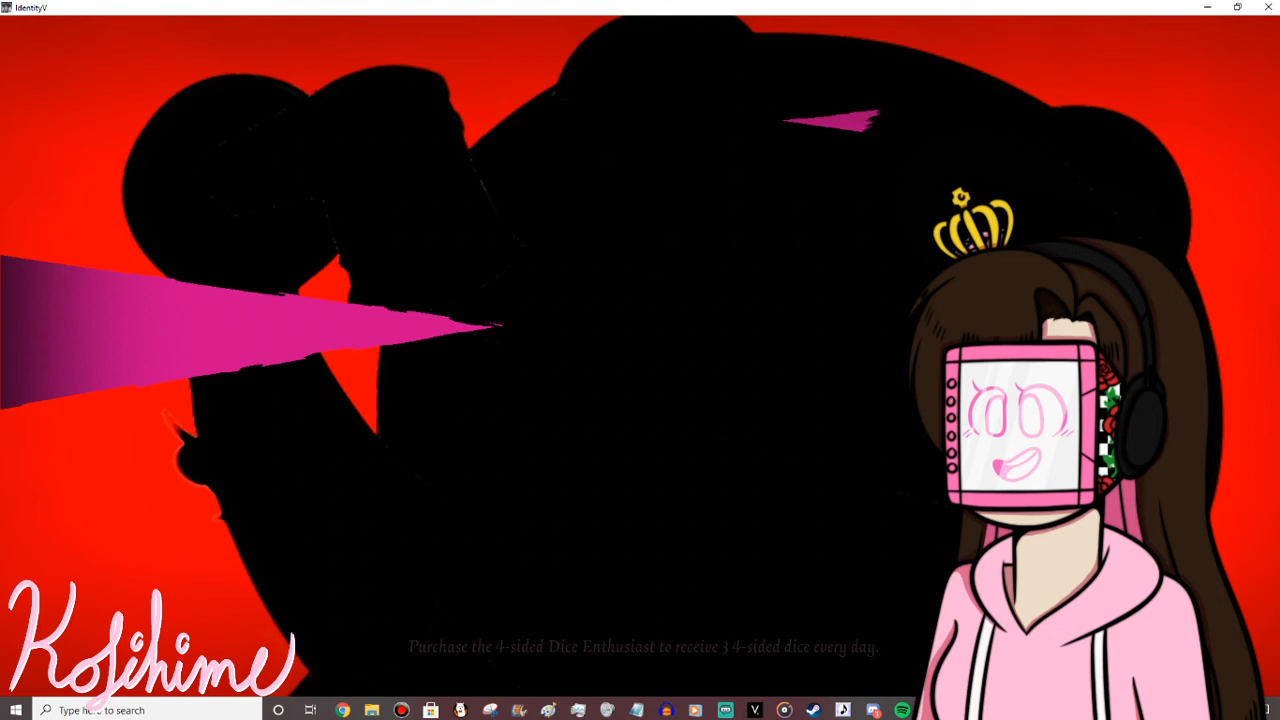 IdentityV
Purchase the 4-sided Dice Enthusiast to receive 3 4-sided dice every day.
Kojihime
Type here to search